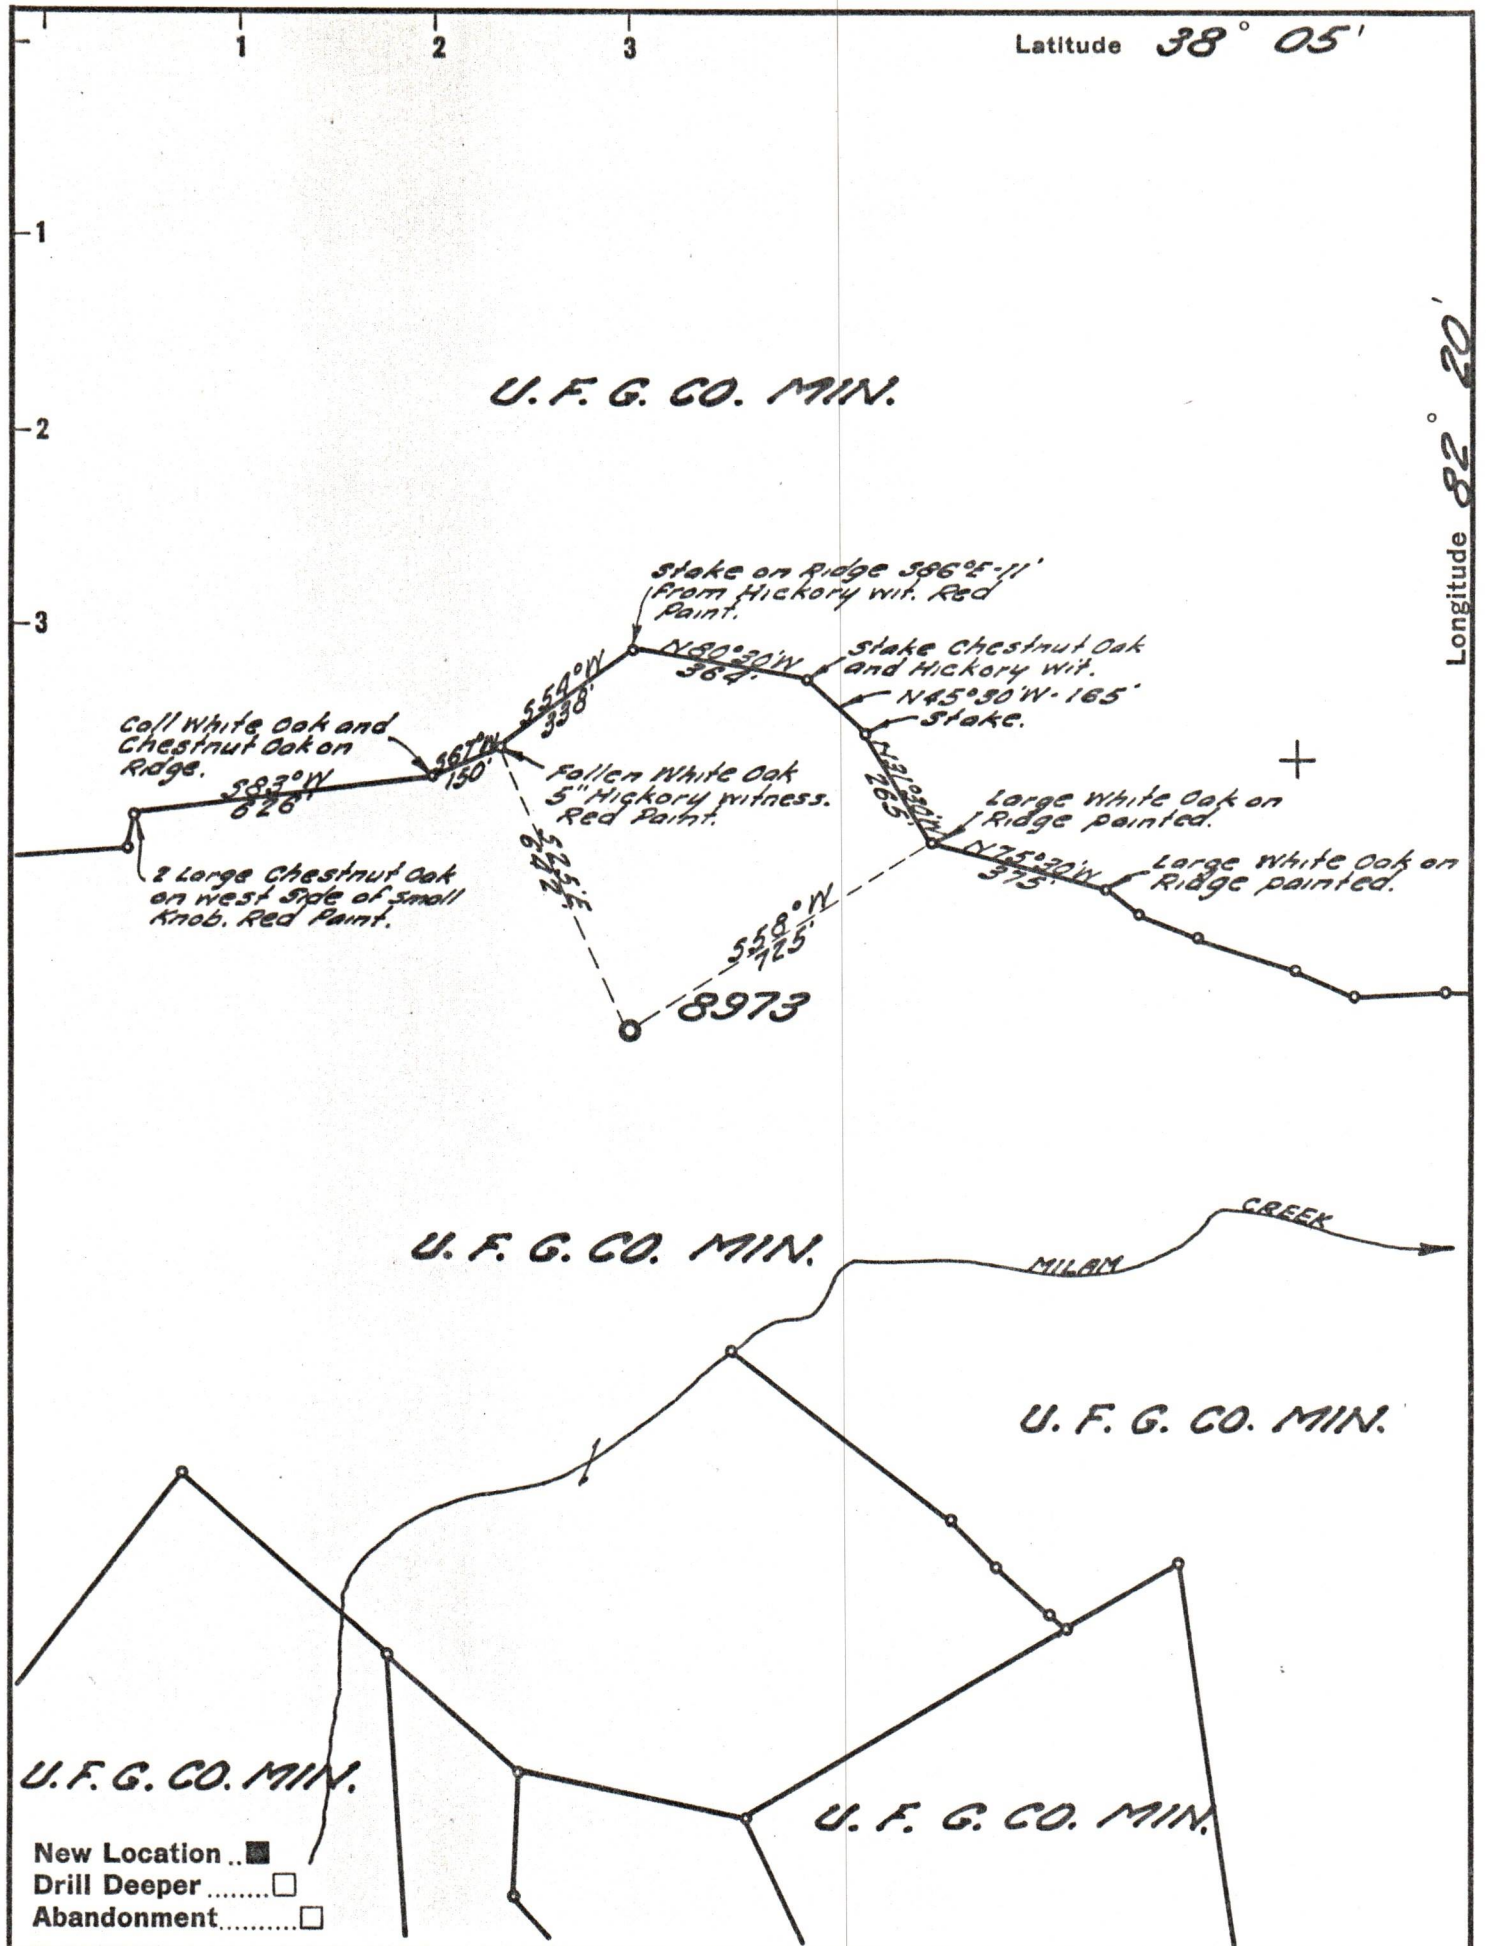 1 2 3 Latitude 38° 05'
1
2
3
Longitude 82° 20'
U. F. G. CO. MIN.
Stake on Ridge S86°E-11'
from Hickory wit. Red
Paint.
N80°30'W
364'
Stake Chestnut Oak
and Hickory wit.
N45°30'W-165'
Stake.
S54°W
338'
Call White Oak and
Chestnut Oak on
Ridge.
S67°W
150'
S83°W
626'
Fallen White Oak
5" Hickory witness.
Red Paint.
N31°30'W
265'
Large White Oak on
Ridge painted.
N75°30'W
375'
Large White Oak on
Ridge painted.
2 Large Chestnut Oak
on west Side of small
Knob. Red Paint.
S25°E
642'
S58°W
725'
8973
CREEK
U. F. G. CO. MIN.
MILAM
U. F. G. CO. MIN.
U. F. G. CO. MIN.
U. F. G. CO. MIN.
New Location..■
Drill Deeper........□
Abandonment..........□